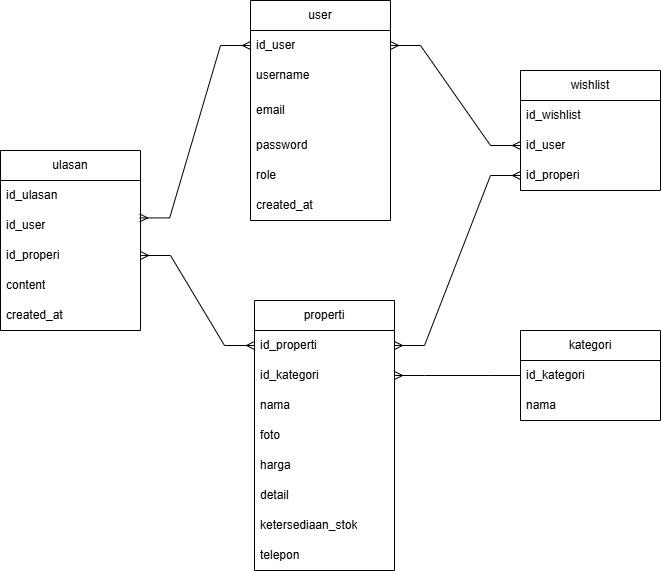 user
id_user
username
email
password
role
created_at
wishlist
id_wishlist
id_user
id_properi
ulasan
id_ulasan
id_user
id_properi
content
created_at
properti
id_properti
id_kategori
nama
foto
harga
detail
ketersediaan_stok
telepon
kategori
id_kategori
nama